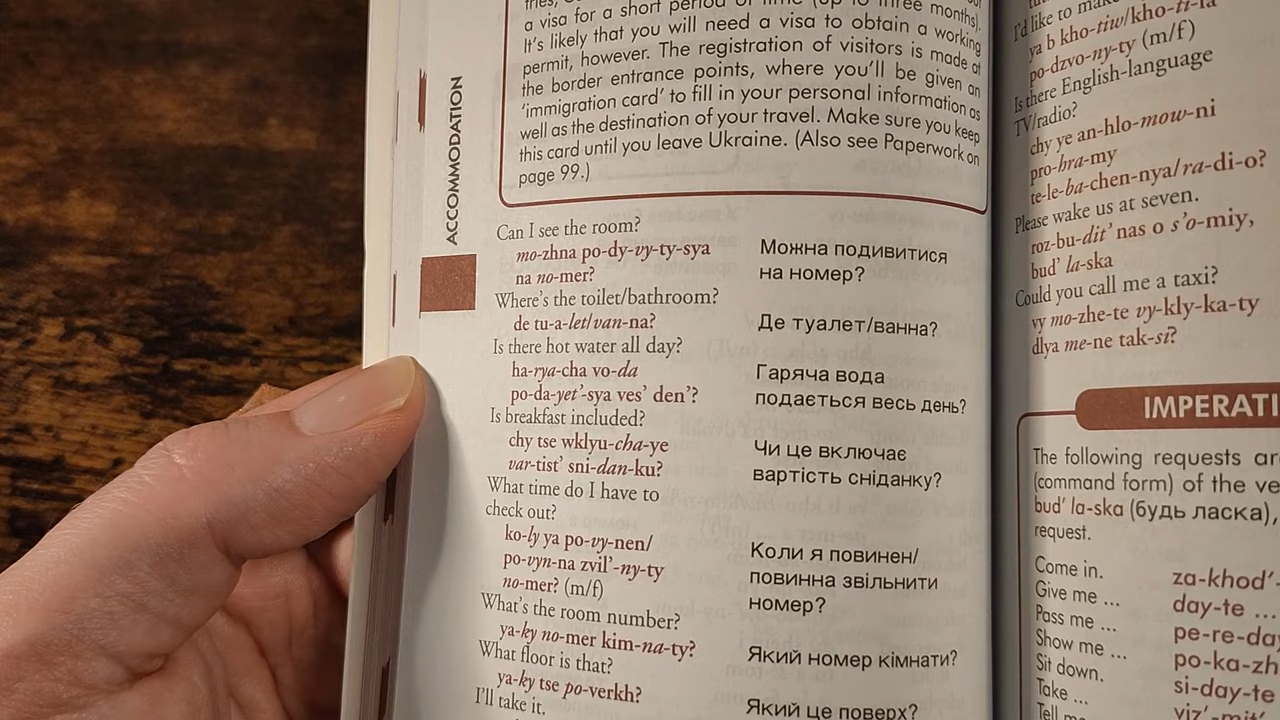 a visa for a short period of time (up to three months).
It's likely that you will need a visa to obtain a working
permit, however. The registration of visitors is made at
the border entrance points, where you'll be given an
'immigration card' to fill in your personal information as
well as the destination of your travel. Make sure you keep
this card until you leave Ukraine. (Also see Paperwork on
page 99.)
ACCOMMODATION
Can I see the room?
mo-zhna po-dy-vy-ty-sya
na no-mer?
Можна подивитися
на номер?
Where's the toilet/bathroom?
de tu-a-let/van-na?
Де туалет/ванна?
Is there hot water all day?
ha-rya-cha vo-da
po-da-yet'-sya ves' den'?
Гаряча вода
подається весь день?
Is breakfast included?
chy tse wklyu-cha-ye
var-tist' sni-dan-ku?
Чи це включає
вартість сніданку?
What time do I have to
check out?
ko-ly ya po-vy-nen/
po-vyn-na zvil'-ny-ty
no-mer? (m/f)
Коли я повинен/
повинна звільнити
номер?
What's the room number?
ya-ky no-mer kim-na-ty?
Який номер кімнати?
What floor is that?
ya-ky tse po-verkh?
Який це поверх?
I'll take it.
I'd like to make
ya b kho-tiw/kho-ti-la
po-dzvo-ny-ty (m/f)
Is there English-language
TV/radio?
chy ye an-hlo-mow-ni
pro-hra-my
te-le-ba-chen-nya/ra-di-o?
Please wake us at seven.
roz-bu-dit' nas o s'o-miy,
bud' la-ska
Could you call me a taxi?
vy mo-zhe-te vy-kly-ka-ty
dlya me-ne tak-si?
IMPERATI
The following requests ar
(command form) of the ve
bud' la-ska (будь ласка),
request.
Come in.
za-khod'-
Give me ...
day-te ...
Pass me ...
pe-re-da
Show me ...
po-ka-zh
Sit down.
si-day-te
Take ...
viz'-mit'
Tell me